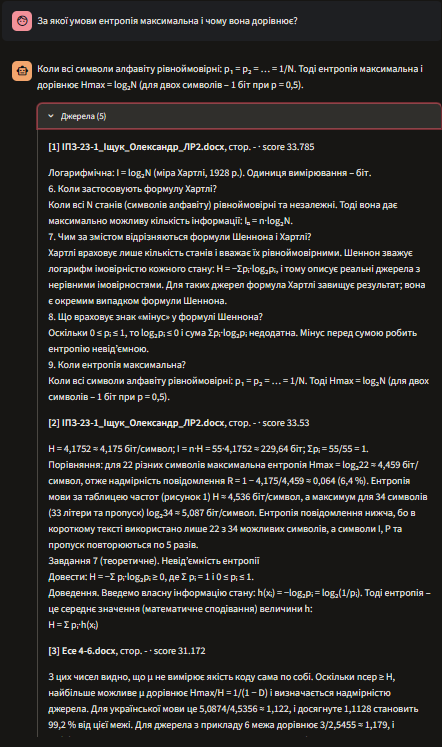 За якої умови ентропія максимальна і чому вона дорівнює?
Коли всі символи алфавіту рівноймовірні: p₁ = p₂ = … = 1/N. Тоді ентропія максимальна і
дорівнює Hmax = log₂N (для двох символів – 1 біт при p = 0,5).
Джерела (5)
[1] ІПЗ-23-1_Іщук_Олександр_ЛР2.docx, стор. - · score 33.785
Логарифмічна: I = log₂N (міра Хартлі, 1928 р.). Одиниця вимірювання – біт.
6. Коли застосовують формулу Хартлі?
Коли всі N станів (символів алфавіту) рівноймовірні та незалежні. Тоді вона дає
максимально можливу кількість інформації: Iₙ = n·log₂N.
7. Чим за змістом відрізняються формули Шеннона і Хартлі?
Хартлі враховує лише кількість станів і вважає їх рівноймовірними. Шеннон зважує
логарифм імовірністю кожного стану: H = −Σpᵢ·log₂pᵢ, і тому описує реальні джерела з
нерівними імовірностями. Для таких джерел формула Хартлі завищує результат; вона
є окремим випадком формули Шеннона.
8. Що враховує знак «мінус» у формулі Шеннона?
Оскільки 0 ≤ pᵢ ≤ 1, то log₂pᵢ ≤ 0 і сума Σpᵢ·log₂pᵢ недодатна. Мінус перед сумою робить
ентропію невід’ємною.
9. Коли ентропія максимальна?
Коли всі символи алфавіту рівноймовірні: p₁ = p₂ = … = 1/N. Тоді Hmax = log₂N (для двох
символів – 1 біт при p = 0,5).
[2] ІПЗ-23-1_Іщук_Олександр_ЛР2.docx, стор. - · score 33.53
H = 4,1752 ≈ 4,175 біт/символ; I = n·H = 55·4,1752 ≈ 229,64 біт; Σpᵢ = 55/55 = 1.
Порівняння: для 22 різних символів максимальна ентропія Hmax = log₂22 ≈ 4,459 біт/
символ, отже надмірність повідомлення R = 1 − 4,175/4,459 ≈ 0,064 (6,4 %). Ентропія
мови за таблицею частот (рисунок 1) H ≈ 4,536 біт/символ, а максимум для 34 символів
(33 літери та пропуск) log₂34 ≈ 5,087 біт/символ. Ентропія повідомлення нижча, бо в
короткому тексті використано лише 22 з 34 можливих символів, а символи І, Р та
пропуск повторюються по 5 разів.
Завдання 7 (теоретичне). Невід’ємність ентропії
Довести: H = −Σ pᵢ·log₂pᵢ ≥ 0, де Σ pᵢ = 1 і 0 ≤ pᵢ ≤ 1.
Доведення. Введемо власну інформацію стану: h(xᵢ) = −log₂pᵢ = log₂(1/pᵢ). Тоді ентропія –
це середнє значення (математичне сподівання) величини h:
H = Σ pᵢ·h(xᵢ)
[3] Есе 4-6.docx, стор. - · score 31.172
З цих чисел видно, що μ не вимірює якість коду сама по собі. Оскільки nсер ≥ H,
найбільше можливе μ дорівнює Hmax/H = 1/(1 − D) і визначається надмірністю
джерела. Для української мови це 5,0874/4,5356 ≈ 1,122, і досягнуте 1,1128 становить
99,2 % від цієї межі. Для джерела з прикладу 6 межа дорівнює 3/2,5455 ≈ 1,179, і